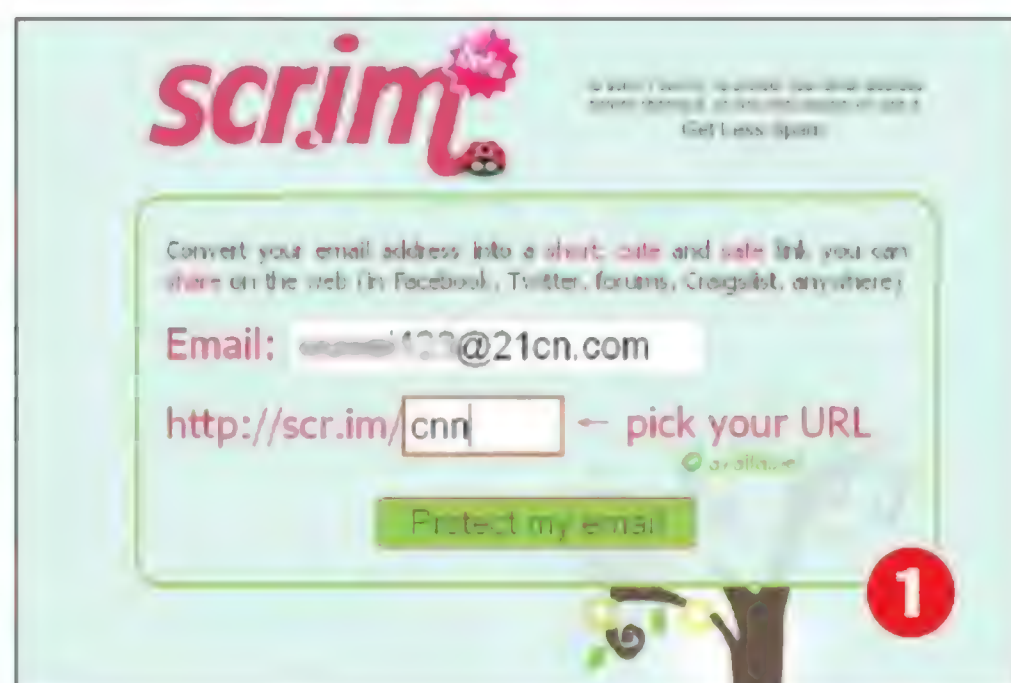 scr.im
Get Less Spam
Convert your email address into a short, cute and safe link you can
share on the web (in Facebook, Twitter, forums, Craigslist, anywhere)
Email: @21cn.com
http://scr.im/ cnn ← pick your URL
available!
Protect my email
1